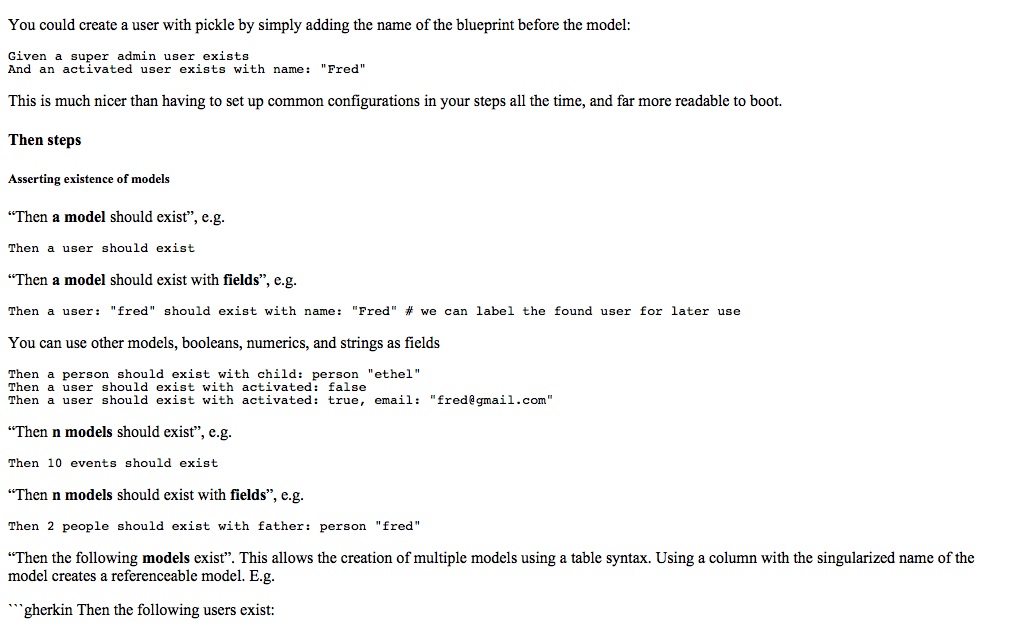 You could create a user with pickle by simply adding the name of the blueprint before the model:
Given a super admin user exists
And an activated user exists with name: "Fred"
This is much nicer than having to set up common configurations in your steps all the time, and far more readable to boot.
Then steps
Asserting existence of models
“Then a model should exist”, e.g.
Then a user should exist
“Then a model should exist with fields”, e.g.
Then a user: "fred" should exist with name: "Fred" # we can label the found user for later use
You can use other models, booleans, numerics, and strings as fields
Then a person should exist with child: person "ethel"
Then a user should exist with activated: false
Then a user should exist with activated: true, email: "fred@gmail.com"
“Then n models should exist”, e.g.
Then 10 events should exist
“Then n models should exist with fields”, e.g.
Then 2 people should exist with father: person "fred"
“Then the following models exist”. This allows the creation of multiple models using a table syntax. Using a column with the singularized name of the
model creates a referenceable model. E.g.
```gherkin Then the following users exist: